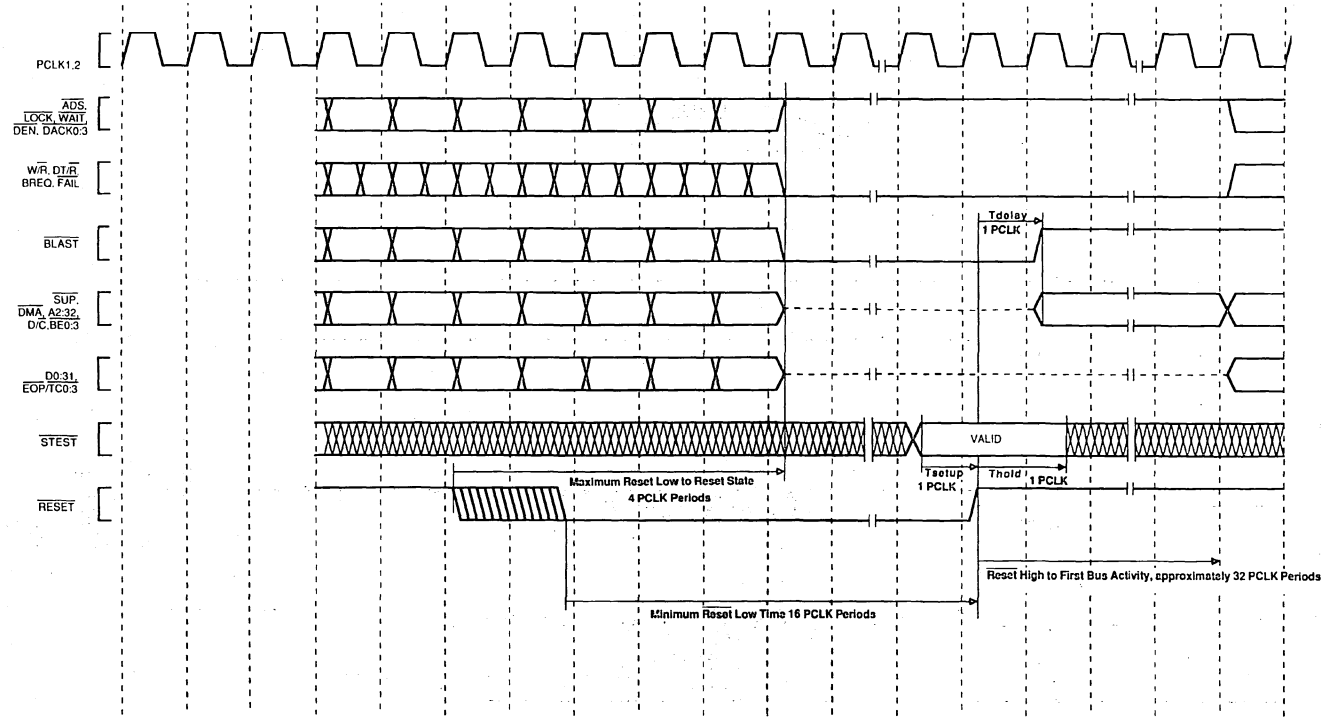 PCLK1,2
ADS,
LOCK, WAIT,
DEN, DACK0:3
W/R, DT/R
BREQ, FAIL
BLAST
Tdelay
1 PCLK
SUP,
DMA, A2:32,
D/C,BE0:3
D0:31,
EOP/TC0:3
STEST
VALID
Tsetup
1 PCLK
Thold
1 PCLK
Maximum Reset Low to Reset State
4 PCLK Periods
RESET
Reset High to First Bus Activity, approximately 32 PCLK Periods
Minimum Reset Low Time 16 PCLK Periods